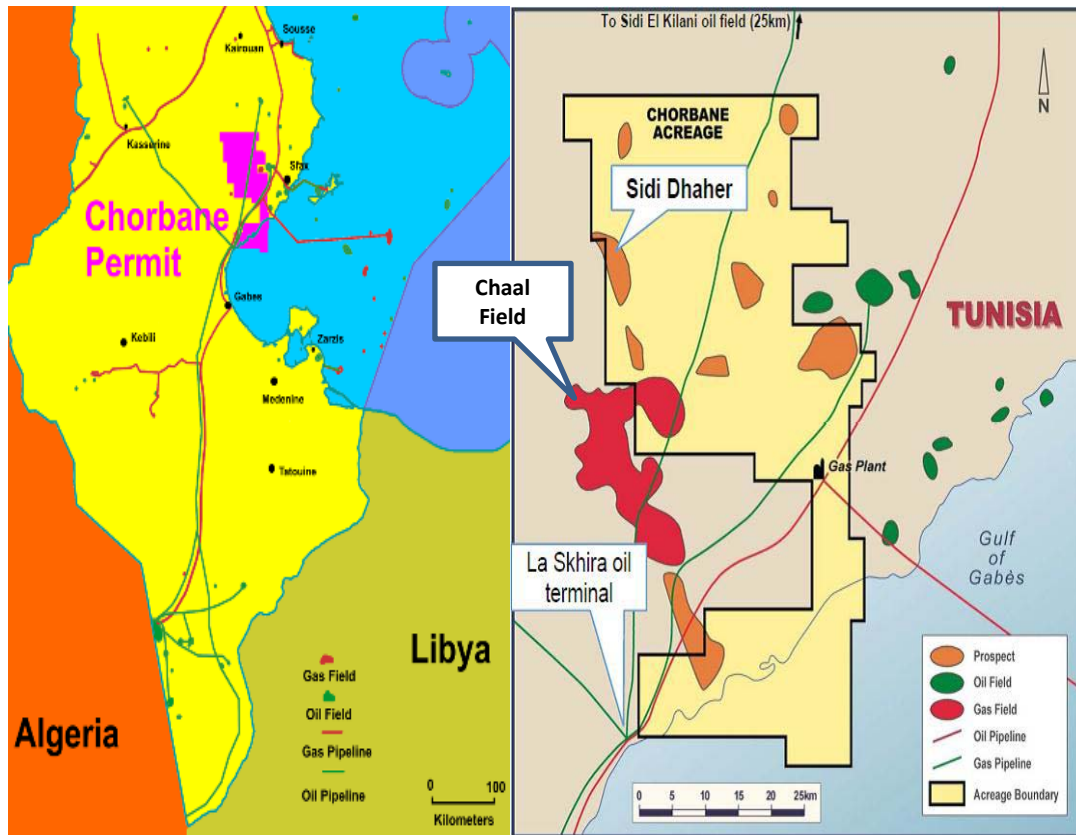 Sousse
Kairouan
Kasserine
Sfax
Chorbane
Permit
Gabes
Kebili
Zarzis
Medenine
Tatouine
Libya
Algeria
Gas Field
Oil Field
Gas Pipeline
Oil Pipeline
0 100
Kilometers
To Sidi El Kilani oil field (25km)
N
CHORBANE
ACREAGE
Sidi Dhaher
Chaal
Field
TUNISIA
Gas Plant
Gulf
of
Gabès
La Skhira oil
terminal
Prospect
Oil Field
Gas Field
Oil Pipeline
Gas Pipeline
Acreage Boundary
0 5 10 15 20 25km